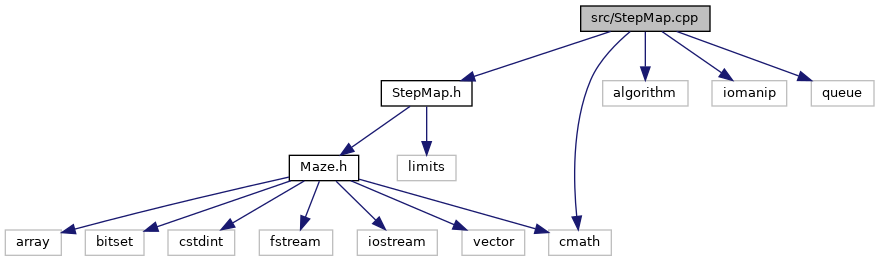 src/StepMap.cpp
StepMap.h
algorithm
iomanip
queue
Maze.h
limits
array
bitset
cstdint
fstream
iostream
vector
cmath